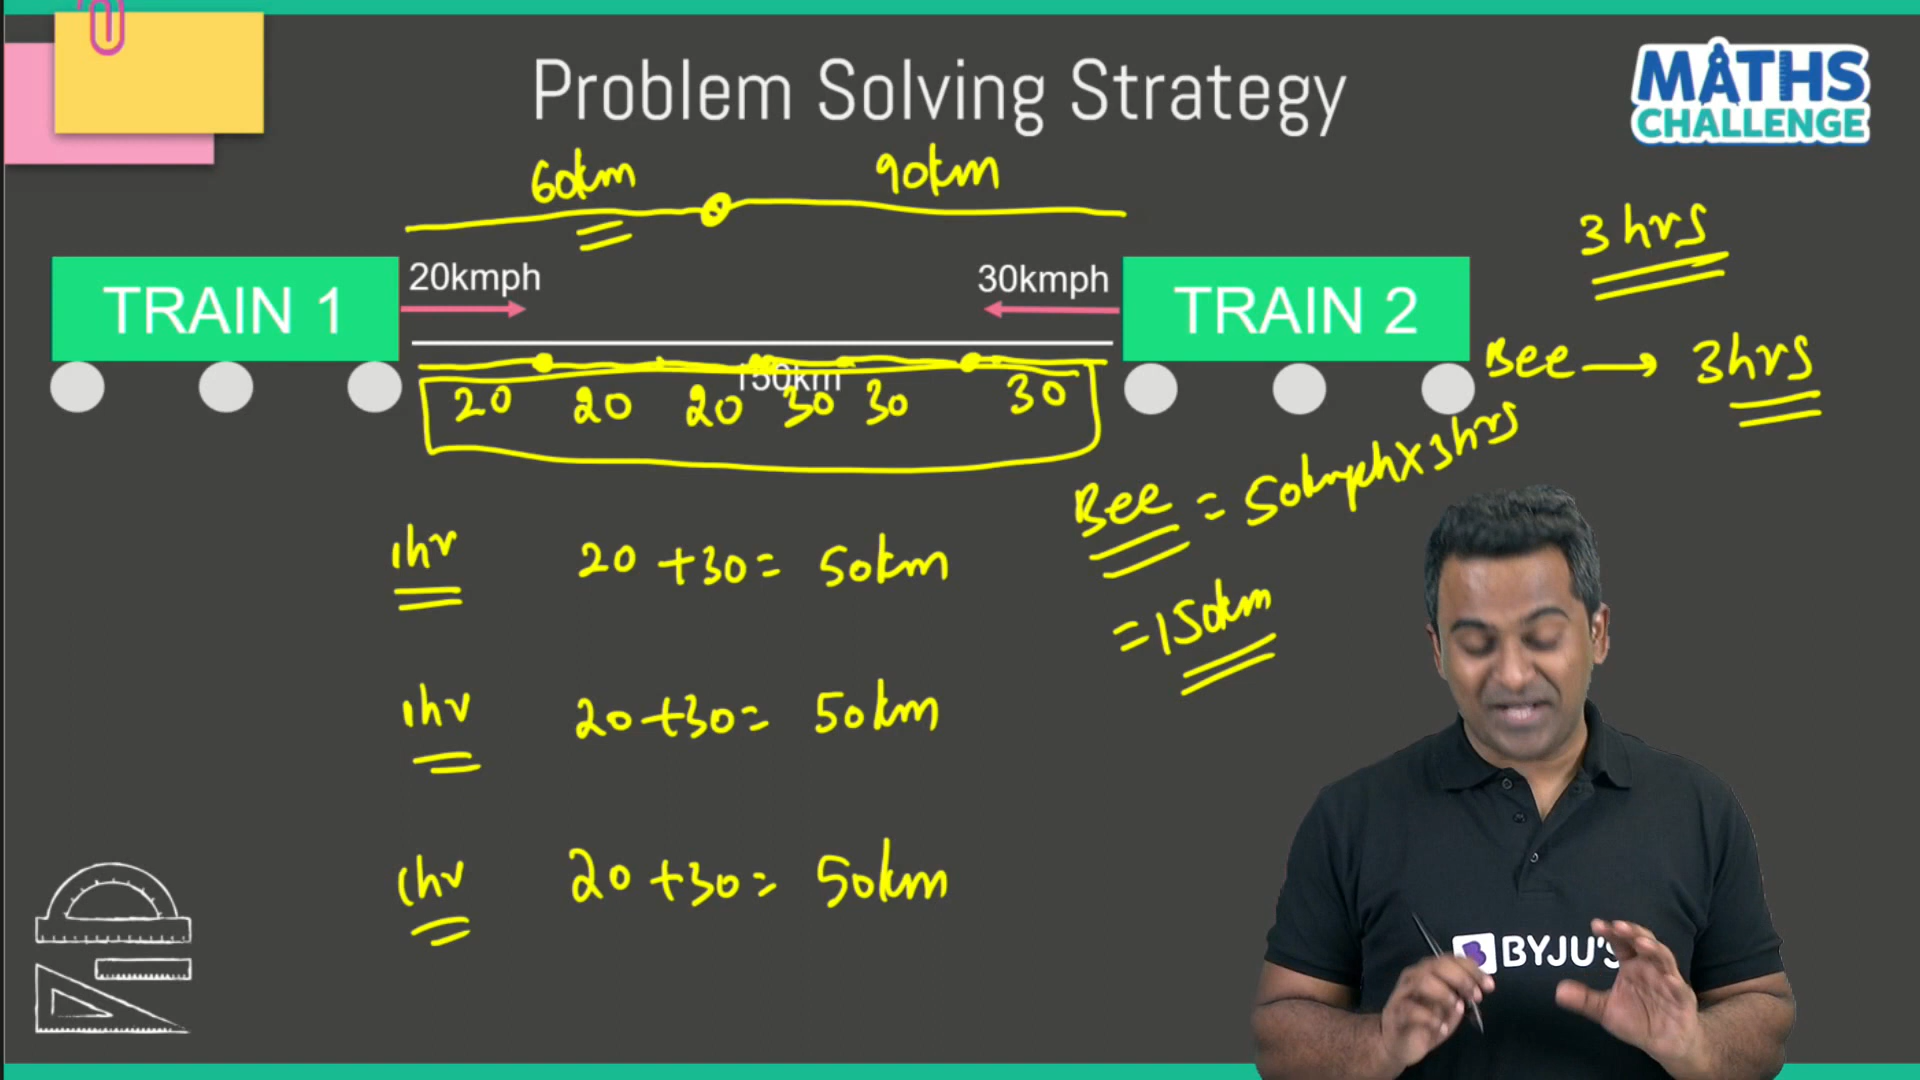 Problem Solving Strategy
MATHS
CHALLENGE
60km
90km
3 hrs
20kmph
30kmph
TRAIN 1
TRAIN 2
Bee → 3hrs
150km
20 20 20 30 30 30
Bee = 50kmph x 3hrs
= 150km
1hr 20 + 30 = 50km
1hr 20 + 30 = 50km
1hr 20 + 30 = 50km
BYJU'S